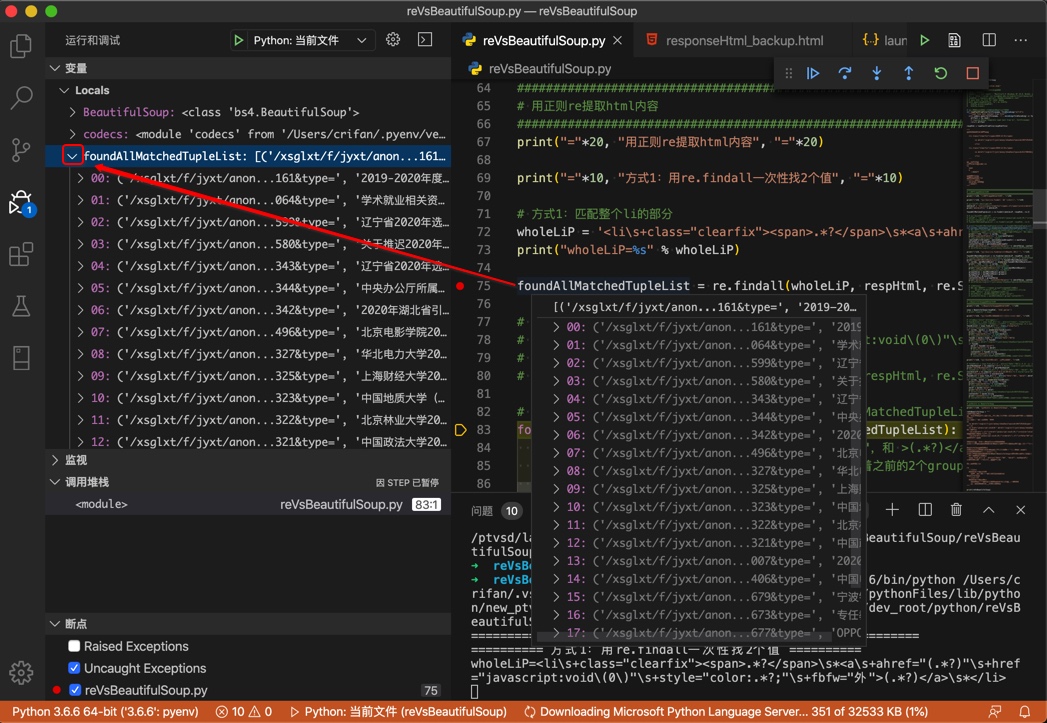 reVsBeautifulSoup.py — reVsBeautifulSoup
运行和调试
Python: 当前文件
reVsBeautifulSoup.py
responseHtml_backup.html
{..} laun
变量
Locals
BeautifulSoup: <class 'bs4.BeautifulSoup'>
codecs: <module 'codecs' from '/Users/crifan/.pyenv/ve…
foundAllMatchedTupleList: [('/xsglxt/f/jyxt/anon...161…
00: ('/xsglxt/f/jyxt/anon...161&type=', '2019-2020年度…
01: ('/xsglxt/f/jyxt/anon...064&type=', '学术就业相关资…
02: ('/xsglxt/f/jyxt/anon...599&type=', '辽宁省2020年选…
03: ('/xsglxt/f/jyxt/anon...580&type=', '关于推迟2020年…
04: ('/xsglxt/f/jyxt/anon...343&type=', '辽宁省2020年选…
05: ('/xsglxt/f/jyxt/anon...344&type=', '中央办公厅所属…
06: ('/xsglxt/f/jyxt/anon...342&type=', '2020年湖北省引…
07: ('/xsglxt/f/jyxt/anon...496&type=', '北京电影学院20…
08: ('/xsglxt/f/jyxt/anon...327&type=', '华北电力大学20…
09: ('/xsglxt/f/jyxt/anon...325&type=', '上海财经大学20…
10: ('/xsglxt/f/jyxt/anon...323&type=', '中国地质大学（…
11: ('/xsglxt/f/jyxt/anon...322&type=', '北京林业大学20…
12: ('/xsglxt/f/jyxt/anon...321&type=', '中国政法大学20…
监视
调用堆栈
因 STEP 已暂停
<module>
reVsBeautifulSoup.py 83:1
断点
Raised Exceptions
Uncaught Exceptions
reVsBeautifulSoup.py 75
1
reVsBeautifulSoup.py
64 ####################################
65 # 用正则re提取html内容
66 ################################################################
67 print("="*20, "用正则re提取html内容", "="*20)
68
69 print("="*10, "方式1：用re.findall一次性找2个值", "="*10)
70
71 # 方式1：匹配整个li的部分
72 wholeLiP = '<li\s+class="clearfix"><span>.*?</span>\s*<a\s+ahr
73 print("wholeLiP=%s" % wholeLiP)
74
75 foundAllMatchedTupleList = re.findall(wholeLiP, respHtml, re.S
76
77 #
78 # t:void\(0\)"\s
79 #
80 # respHtml, re.S
81
82 # MatchedTupleLi
83 fo edTupleList):
84 ", 和 >(.*?)</a
85 着之前的2个group
86
[('/xsglxt/f/jyxt/anon...161&type=', '2019-20…
00: ('/xsglxt/f/jyxt/anon...161&type=', '2019
01: ('/xsglxt/f/jyxt/anon...064&type=', '学术
02: ('/xsglxt/f/jyxt/anon...599&type=', '辽宁
03: ('/xsglxt/f/jyxt/anon...580&type=', '关于
04: ('/xsglxt/f/jyxt/anon...343&type=', '辽宁
05: ('/xsglxt/f/jyxt/anon...344&type=', '中央
06: ('/xsglxt/f/jyxt/anon...342&type=', '2020
07: ('/xsglxt/f/jyxt/anon...496&type=', '北京
08: ('/xsglxt/f/jyxt/anon...327&type=', '华北
09: ('/xsglxt/f/jyxt/anon...325&type=', '上海
10: ('/xsglxt/f/jyxt/anon...323&type=', '中国
11: ('/xsglxt/f/jyxt/anon...322&type=', '北京
12: ('/xsglxt/f/jyxt/anon...321&type=', '中国
13: ('/xsglxt/f/jyxt/anon...007&type=', '2020
14: ('/xsglxt/f/jyxt/anon...406&type=', '中国
15: ('/xsglxt/f/jyxt/anon...679&type=', '宁波
16: ('/xsglxt/f/jyxt/anon...673&type=', '专任
17: ('/xsglxt/f/jyxt/anon...677&type=', 'OPPO
问题 10
/ptvsd/la eautifulSoup/reVsBeau
tifulSoup
→ reVsBe
→ reVsBe 6/bin/python /Users/c
rifan/.vs pythonFiles/lib/pytho
n/new_ptv dev_root/python/reVsB
eautifulS
==================== ========
========== 方式1：用re.findall一次性找2个值 ==========
wholeLiP=<li\s+class="clearfix"><span>.*?</span>\s*<a\s+ahref="(.*?)"\s+href
="javascript:void\(0\)"\s+style="color:.*?;"\s+fbfw="外">(.*?)</a>\s*</li>
Python 3.6.6 64-bit ('3.6.6': pyenv) 10 0 Python: 当前文件 (reVsBeautifulSoup) Downloading Microsoft Python Language Server... 351 of 32533 KB (1%)